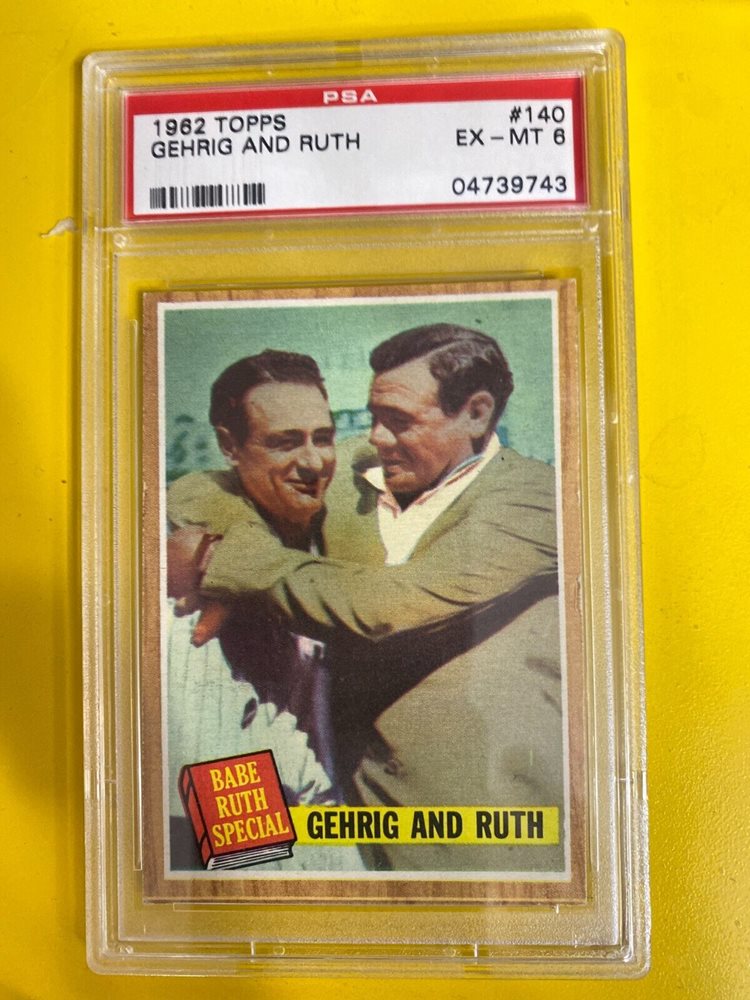 PSA
1962 TOPPS #140
GEHRIG AND RUTH EX - MT 6
04739743
BABE
RUTH
SPECIAL
GEHRIG AND RUTH